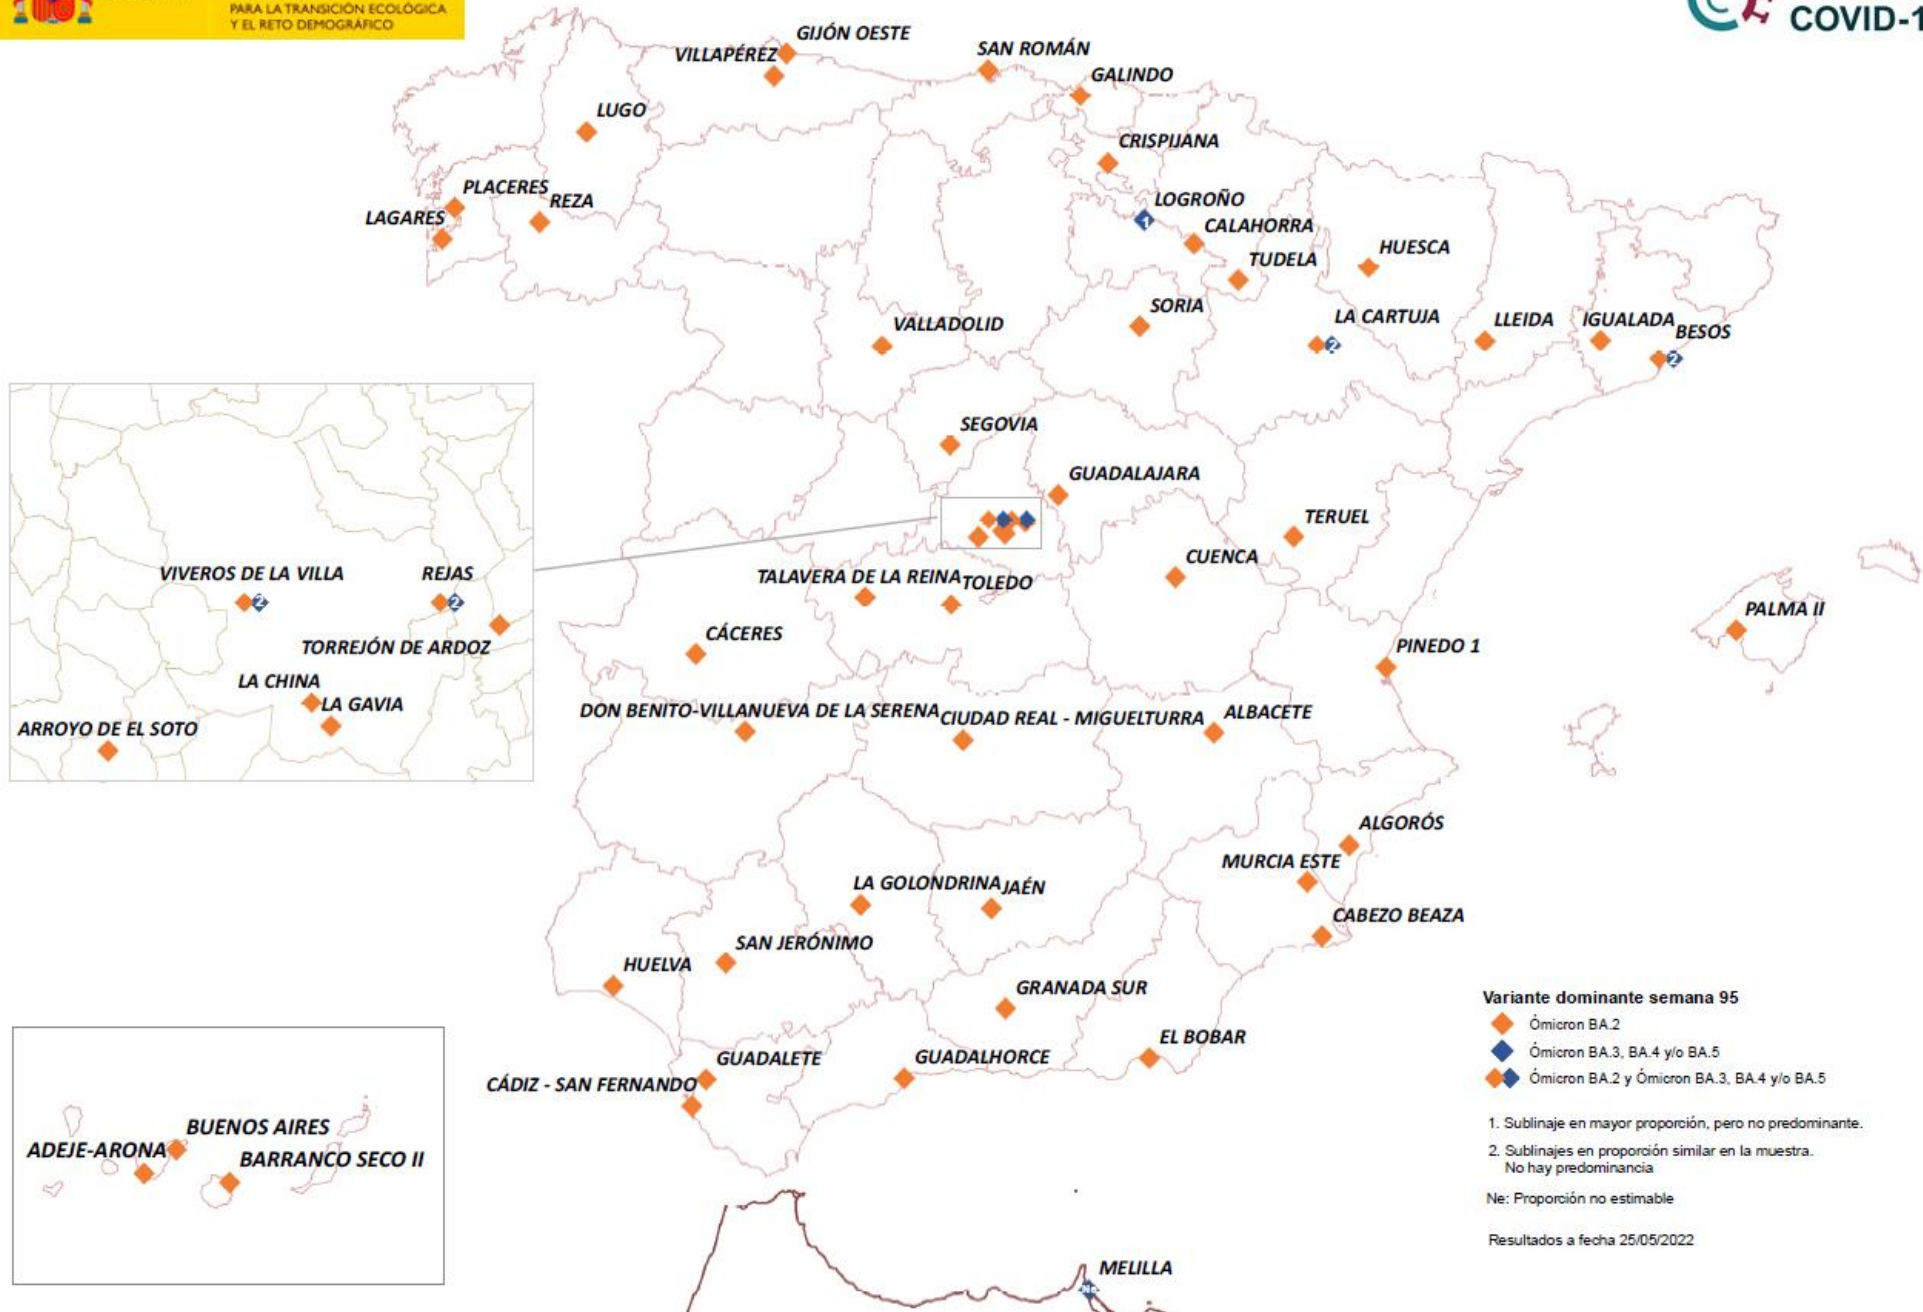 PARA LA TRANSICIÓN ECOLÓGICA
Y EL RETO DEMOGRÁFICO
COVID-1
GIJÓN OESTE
VILLAPÉREZ
SAN ROMÁN
GALINDO
LUGO
CRISPIJANA
PLACERES
REZA
LAGARES
LOGROÑO
1
CALAHORRA
TUDELA
HUESCA
SORIA
LA CARTUJA
2
LLEIDA
IGUALADA
BESOS
2
VALLADOLID
SEGOVIA
GUADALAJARA
TERUEL
CUENCA
TALAVERA DE LA REINA
TOLEDO
VIVEROS DE LA VILLA
2
REJAS
2
TORREJÓN DE ARDOZ
LA CHINA
LA GAVIA
ARROYO DE EL SOTO
CÁCERES
PALMA II
PINEDO 1
DON BENITO-VILLANUEVA DE LA SERENA
CIUDAD REAL - MIGUELTURRA
ALBACETE
ALGORÓS
MURCIA ESTE
LA GOLONDRINA
JAÉN
CABEZO BEAZA
SAN JERÓNIMO
HUELVA
GRANADA SUR
EL BOBAR
GUADALETE
GUADALHORCE
CÁDIZ - SAN FERNANDO
BUENOS AIRES
ADEJE-ARONA
BARRANCO SECO II
MELILLA
Ne
Variante dominante semana 95
Ómicron BA.2
Ómicron BA.3, BA.4 y/o BA.5
Ómicron BA.2 y Ómicron BA.3, BA.4 y/o BA.5
1. Sublinaje en mayor proporción, pero no predominante.
2. Sublinajes en proporción similar en la muestra.
No hay predominancia
Ne: Proporción no estimable
Resultados a fecha 25/05/2022